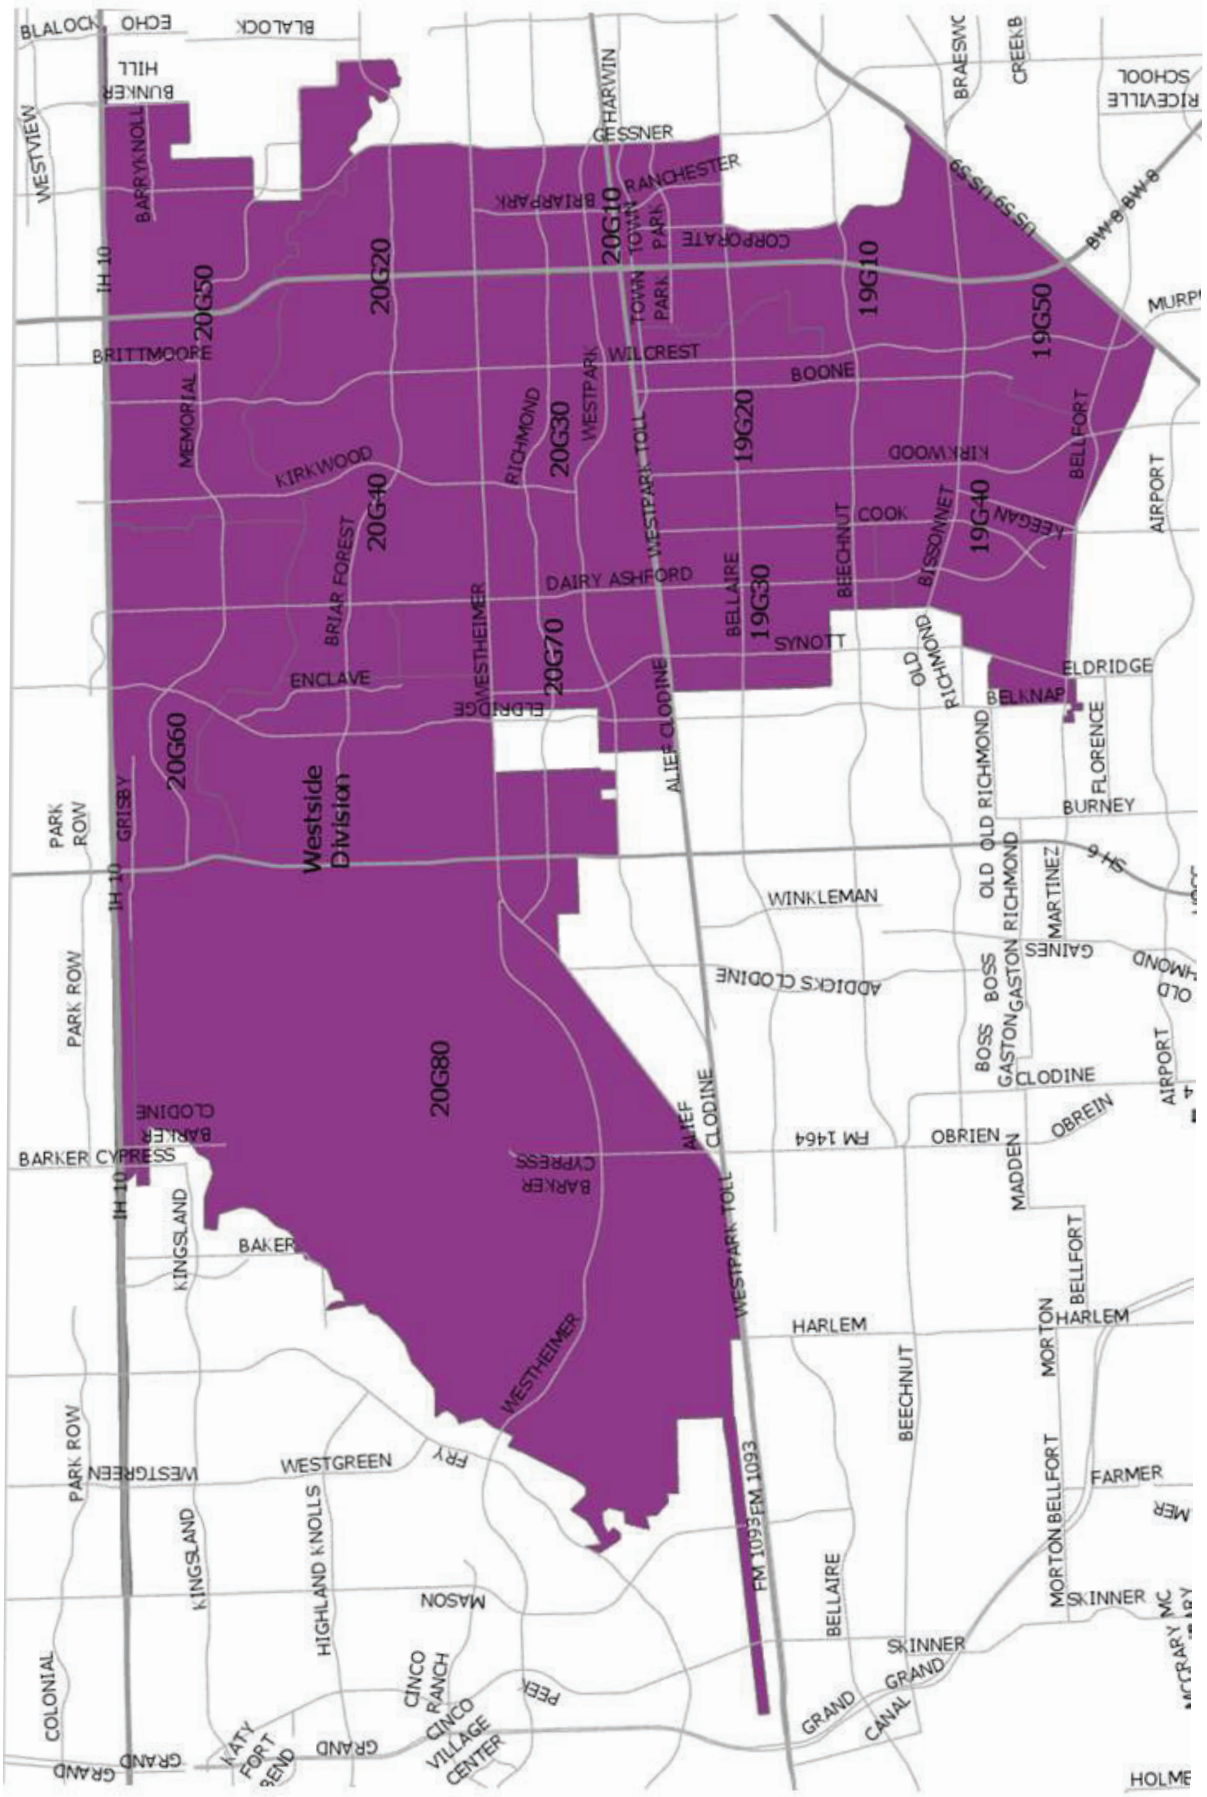 BLALOCK
ECHO
BLALOCK
HARWIN
BRAESWO
CREEKB
BUNKER
HILL
RICEVILLE
SCHOOL
WESTVIEW
BARRYKNOLL
GESSNER
RANCHESTER
BRIARPARK
20G10
TOWN
PARK
CORPORATE
US 59
US 59
US 59
BW 8
BW 8
IH 10
20G50
20G20
TOWN
PARK
19G10
19G50
MURP
BRITTMOORE
WILCREST
BOONE
MEMORIAL
KIRKWOOD
RICHMOND
20G30
WESTPARK
WESTPARK TOLL
19G20
KIRKWOOD
BELLFORT
AIRPORT
20G40
BRIAR FOREST
BEECHNUT
COOK
BISSONNET
19G40
KEEGAN
DAIRY ASHFORD
BELLAIRE
19G30
SYNOTT
WESTHEIMER
20G70
ENCLAVE
ELDRIDGE
ALIEF CLODINE
OLD
RICHMOND
ELDRIDGE
BELKNAP
20G60
Westside
Division
GRISBY
PARK
ROW
OLD RICHMOND
FLORENCE
BURNEY
IH 10
OLD
RICHMOND
MARTINEZ
SH 6
WINKLEMAN
PARK ROW
ADDICKS CLODINE
BOSS
GASTON
GAINES
OLD
20G80
BOSS
GASTON
CLODINE
AIRPORT
BARKER
CLODINE
ALIEF
CLODINE
FM 1464
OBRIEN
OBREIN
BARKER CYPRESS
BARKER
CYPRESS
MADDEN
IH 10
KINGSLAND
BAKER
WESTPARK TOLL
BELLFORT
HARLEM
HARLEM
MORTON
WESTHEIMER
BEECHNUT
PARK ROW
WESTGREEN
WESTGREEN
FRY
FM 1093
FM 1093
BELLFORT
MORTON
FARMER
KINGSLAND
HIGHLAND KNOLLS
MASON
BELLAIRE
SKINNER
SKINNER
COLONIAL
CINCO
RANCH
PEEK
GRAND
GRAND
CANAL
MCCRARY
MC
GRAND
GRAND
KATY
FORT
BEND
GRAND
CINCO
VILLAGE
CENTER
HOLME